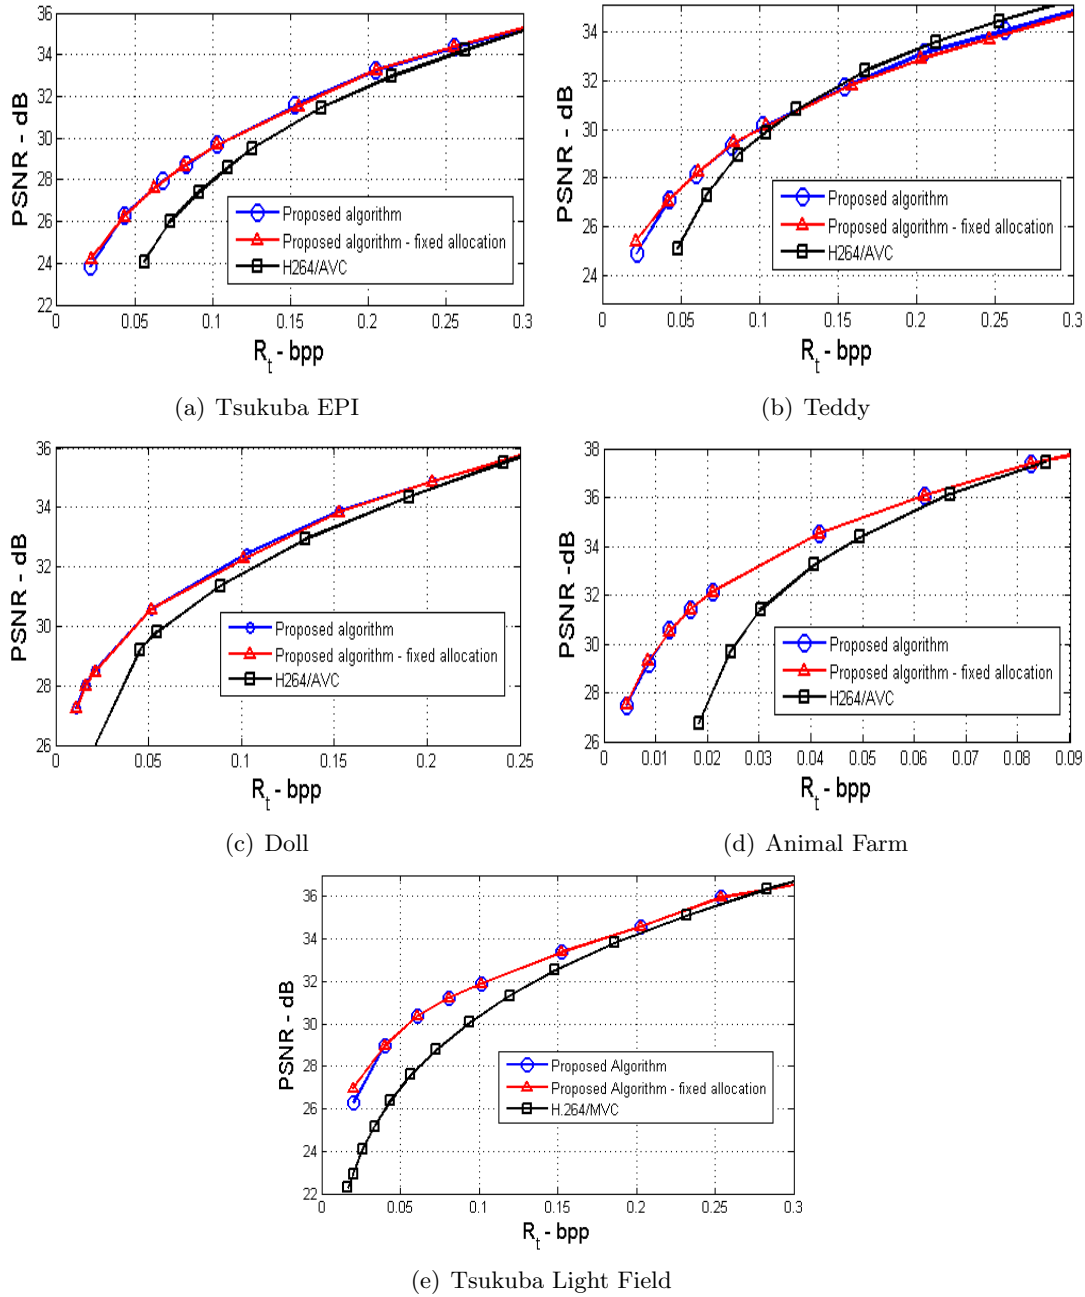 36
34
32
30
28
26
24
22
PSNR - dB
0 0.05 0.1 0.15 0.2 0.25 0.3
R_t - bpp
Proposed algorithm
Proposed algorithm - fixed allocation
H264/AVC
(a) Tsukuba EPI
34
32
30
28
26
24
PSNR - dB
0 0.05 0.1 0.15 0.2 0.25 0.3
R_t - bpp
Proposed algorithm
Proposed algorithm - fixed allocation
H264/AVC
(b) Teddy
36
34
32
30
28
26
PSNR - dB
0 0.05 0.1 0.15 0.2 0.25
R_t - bpp
Proposed algorithm
Proposed algorithm - fixed allocation
H264/AVC
(c) Doll
38
36
34
32
30
28
26
PSNR -dB
0 0.01 0.02 0.03 0.04 0.05 0.06 0.07 0.08 0.09
R_t - bpp
Proposed algorithm
Proposed algorithm - fixed allocation
H264/AVC
(d) Animal Farm
36
34
32
30
28
26
24
22
PSNR - dB
0 0.05 0.1 0.15 0.2 0.25 0.3
R_t - bpp
Proposed Algorithm
Proposed Algorithm - fixed allocation
H.264/MVC
(e) Tsukuba Light Field